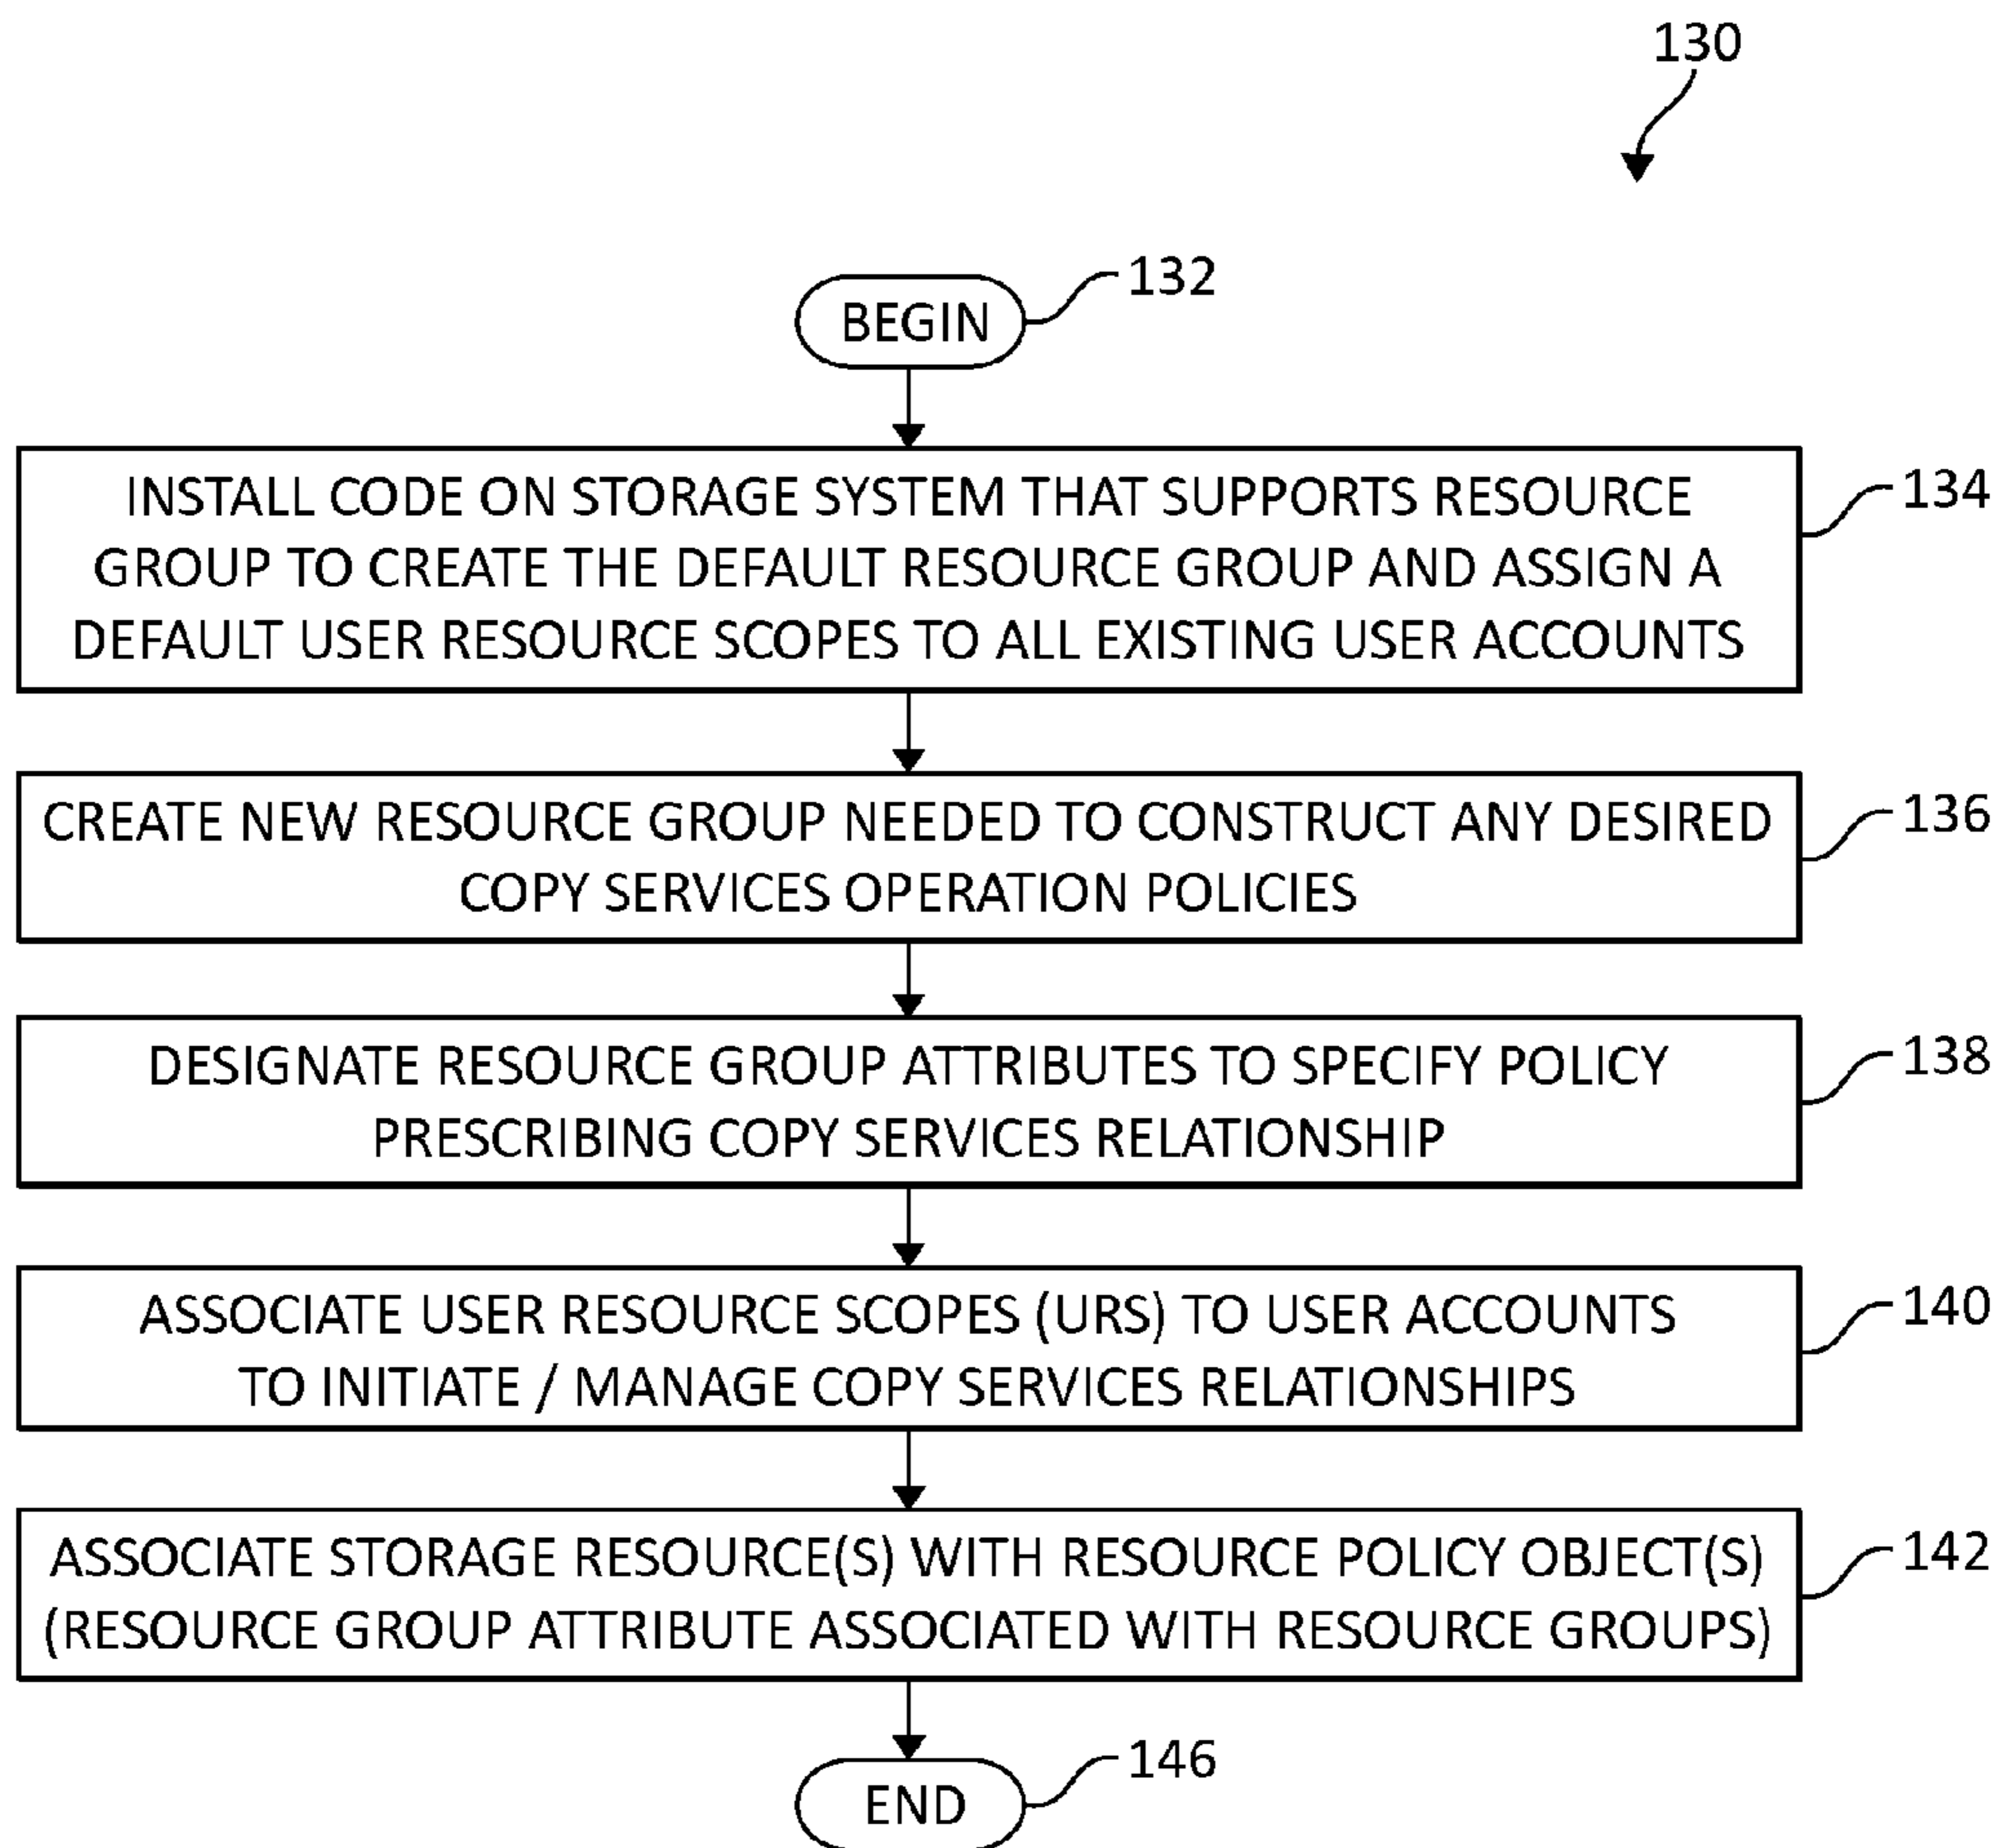 130
BEGIN
132
INSTALL CODE ON STORAGE SYSTEM THAT SUPPORTS RESOURCE
GROUP TO CREATE THE DEFAULT RESOURCE GROUP AND ASSIGN A
DEFAULT USER RESOURCE SCOPES TO ALL EXISTING USER ACCOUNTS
134
CREATE NEW RESOURCE GROUP NEEDED TO CONSTRUCT ANY DESIRED
COPY SERVICES OPERATION POLICIES
136
DESIGNATE RESOURCE GROUP ATTRIBUTES TO SPECIFY POLICY
PRESCRIBING COPY SERVICES RELATIONSHIP
138
ASSOCIATE USER RESOURCE SCOPES (URS) TO USER ACCOUNTS
TO INITIATE / MANAGE COPY SERVICES RELATIONSHIPS
140
ASSOCIATE STORAGE RESOURCE(S) WITH RESOURCE POLICY OBJECT(S)
(RESOURCE GROUP ATTRIBUTE ASSOCIATED WITH RESOURCE GROUPS)
142
END
146